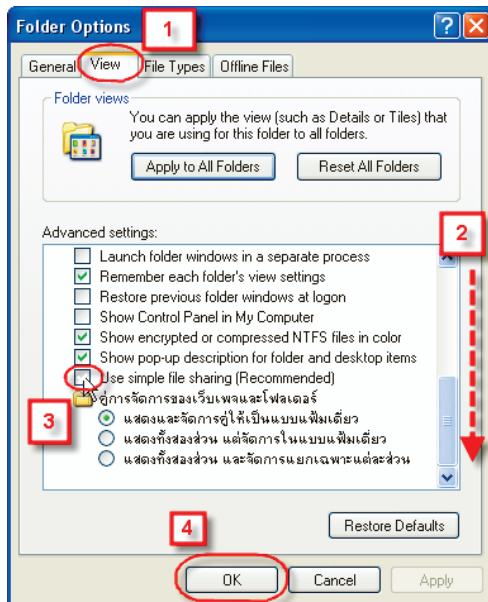 Folder Options
1
General View File Types Offline Files
Folder views
You can apply the view (such as Details or Tiles) that
you are using for this folder to all folders.
Apply to All Folders Reset All Folders
Advanced settings:
2
Launch folder windows in a separate process
Remember each folder's view settings
Restore previous folder windows at logon
Show Control Panel in My Computer
Show encrypted or compressed NTFS files in color
Show pop-up description for folder and desktop items
Use simple file sharing (Recommended)
คู่การจัดการของเว็บเพจและโฟลเดอร์
3
แสดงและจัดการคู่ให้เป็นแบบแฟ้มเดี่ยว
แสดงทั้งสองส่วน แต่จัดการในแบบแฟ้มเดี่ยว
แสดงทั้งสองส่วน และจัดการแยกเฉพาะแต่ละส่วน
Restore Defaults
4
OK Cancel Apply